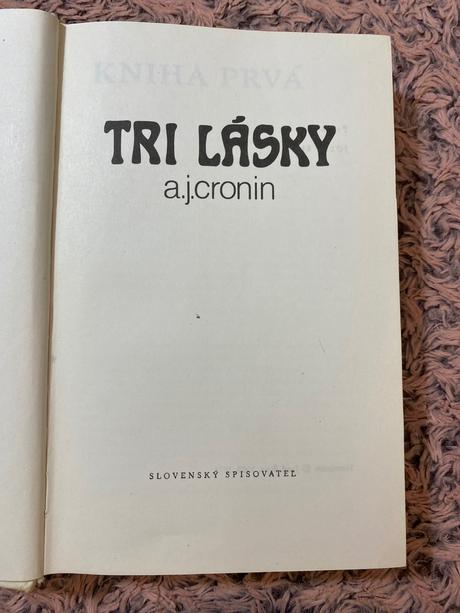 KNIHA PRVÁ
TRI LÁSKY
a.j.cronin
SLOVENSKÝ SPISOVATEĽ